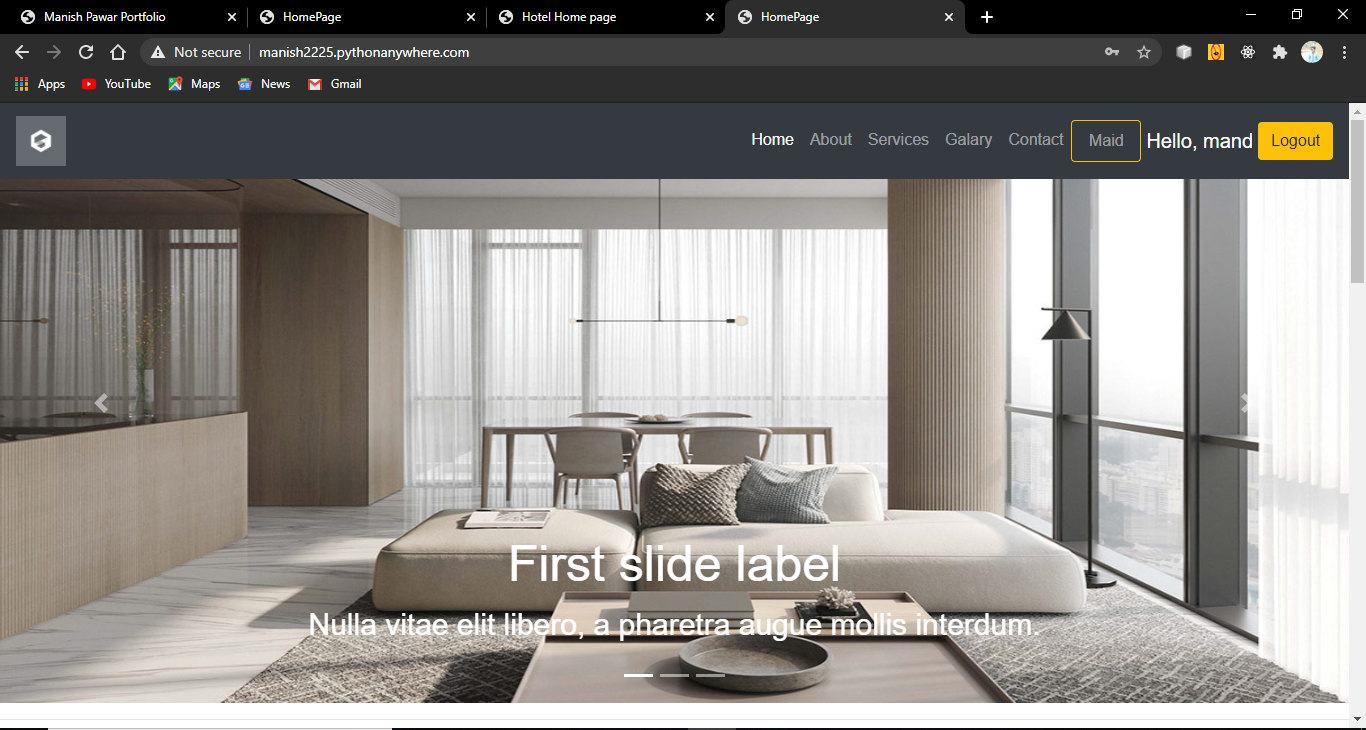 Manish Pawar Portfolio
HomePage
Hotel Home page
HomePage
Not secure manish2225.pythonanywhere.com
Apps YouTube Maps News Gmail
Home About Services Galary Contact Maid Hello, mand Logout
First slide label
Nulla vitae elit libero, a pharetra augue mollis interdum.